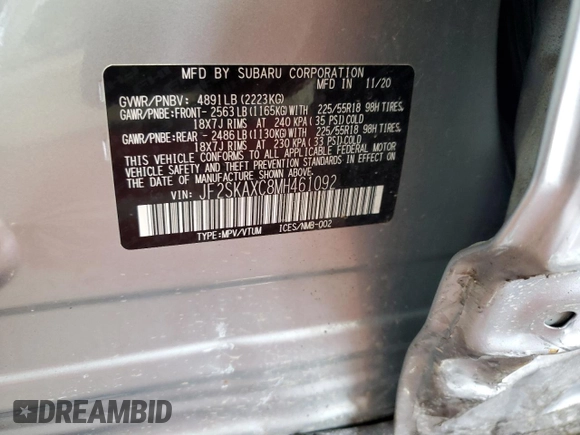 MFD BY SUBARU CORPORATION
MFD IN 11/20
GVWR/PNBV: 4891LB(2223KG)
GAWR/PNBE:FRONT- 2563LB(1165KG)WITH 225/55R18 98H TIRES,
18X7J RIMS AT 240 KPA(35 PSI)COLD
GAWR/PNBE:REAR -2486LB(1130KG)WITH 225/55R18 98H TIRES,
18X7J RIMS AT 230 KPA(33 PSI)COLD
THIS VEHICLE CONFORMS TO ALL APPLICABLE FEDERAL MOTOR
VEHICLE SAFETY AND THEFT PREVENTION STANDARDS IN EFFECT ON
THE DATE OF MANUFACTURE SHOWN ABOVE.
VIN: JF2SKAXC8MH461092
TYPE:MPV/VTUM ICES/NMB-002
DREAMBID